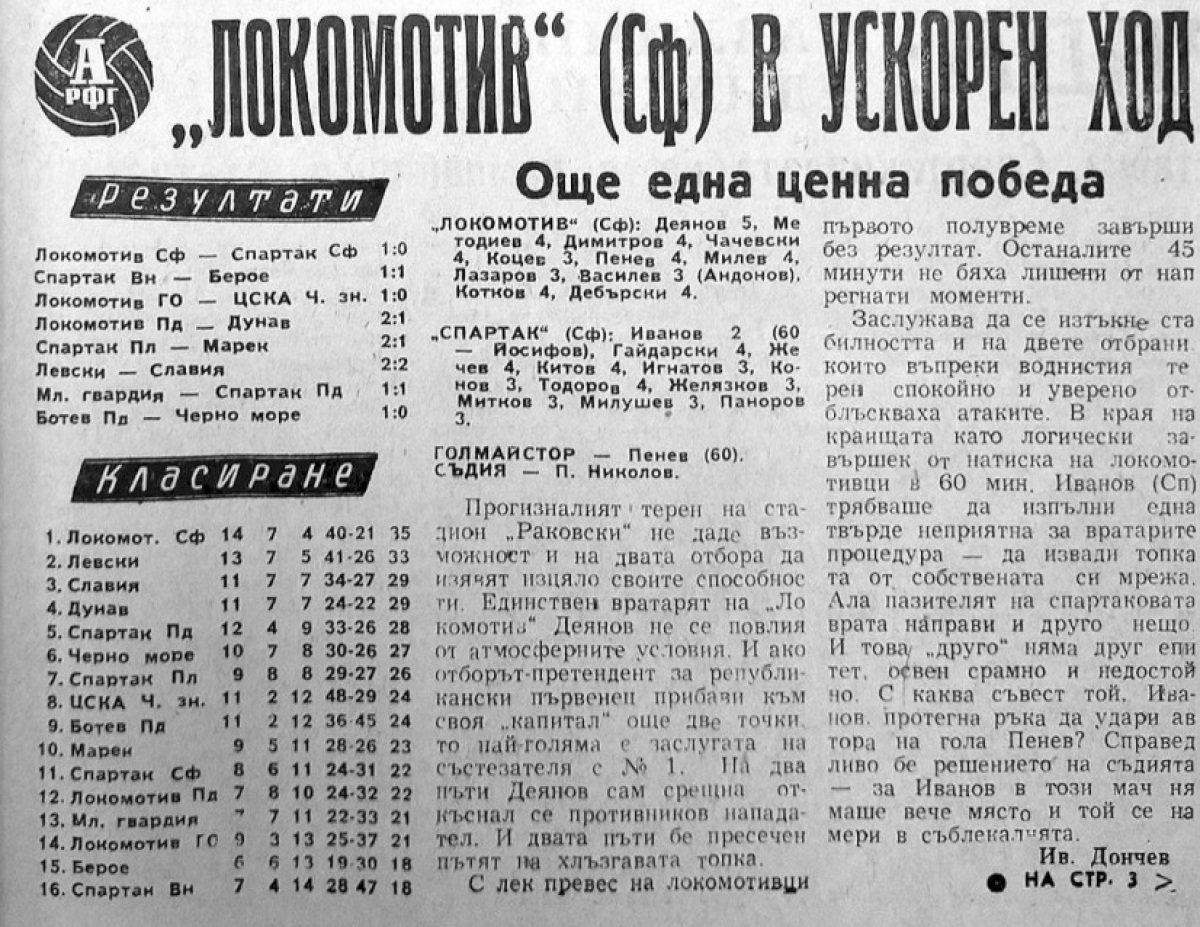 А
РФГ
„ЛОКОМОТИВ“ (Сф) В УСКОРЕН ХОД
Още една ценна победа
Резултати
Локомотив Сф — Спартак Сф 1:0
Спартак Вн — Берое 1:1
Локомотив ГО — ЦСКА Ч. зн. 1:0
Локомотив Пд — Дунав 2:1
Спартак Пл — Марек 2:1
Левски — Славия 2:2
Мл. гвардия — Спартак Пд 1:1
Ботев Пд — Черно море 1:0
Класиране
1. Локомот. Сф 14 7 4 40-21 35
2. Левски 13 7 5 41-26 33
3. Славия 11 7 7 34-27 29
4. Дунав 11 7 7 24-22 29
5. Спартак Пд 12 4 9 33-26 28
6. Черно море 10 7 8 30-26 27
7. Спартак Пл 9 8 8 29-27 26
8. ЦСКА Ч. зн. 11 2 12 48-29 24
9. Ботев Пд 11 2 12 36-45 24
10. Марек 9 5 11 28-26 23
11. Спартак Сф 8 6 11 24-31 22
12. Локомотив Пд 7 8 10 24-32 22
13. Мл. гвардия 7 7 11 22-33 21
14. Локомотив ГО 9 3 13 25-37 21
15. Берое 6 6 13 19-30 18
16. Спартак Вн 7 4 14 28 47 18
„ЛОКОМОТИВ“ (Сф): Деянов 5, Ме
тодиев 4, Димитров 4, Чачевски
4, Коцев 3, Пенев 4, Милев 4,
Лазаров 3, Василев 3 (Андонов),
Котков 4, Дебърски 4.
„СПАРТАК“ (Сф): Иванов 2 (60
— Йосифов), Гайдарски 4, Же
чев 4, Китов 4, Игнатов 3, Ко
нов 3, Тодоров 4, Желязков 3,
Митков 3, Милушев 3, Паноров
3.
ГОЛМАЙСТОР — Пенев (60).
СЪДИЯ — П. Николов.
Прогизналият терен на ста
дион „Раковски“ не даде въз-
можност и на двата отбора да
изявят изцяло своите способнос
ти. Единствен вратарят на „Ло
комотив“ Деянов не се повлия
от атмосферните условия. И ако
отборът-претендент за републи-
кански първенец прибави към
своя „капитал“ още две точки,
то най-голяма е заслугата на
състезателя с № 1. На два
пъти Деянов сам срещна от-
къснал се противников напада-
тел. И двата пъти бе пресечен
пътят на хлъзгавата топка.
С лек превес на локомотивци
първото полувреме завърши
без резултат. Останалите 45
минути не бяха лишени от нап
регнати моменти.
Заслужава да се изтъкне ста
билността и на двете отбрани,
които въпреки воднистия те
рен спокойно и уверено от-
блъскваха атаките. В края на
краищата като логически за-
вършек от натиска на локомо-
тивци в 60 мин. Иванов (Сп)
трябваше да изпълни една
твърде неприятна за вратарите
процедура — да извади топка
та от собствената си мрежа.
Ала пазителят на спартаковата
врата направи и друго нещо.
И това „друго“ няма друг епи
тет, освен срамно и недостой
но. С каква съвест той, Ива-
нов, протегна ръка да удари ав
тора на гола Пенев? Справед
ливо бе решението на съдията
— за Иванов в този мач ня
маше вече място и той се на
мери в съблекалчята.
Ив. Дончев
● НА СТР. 3 >